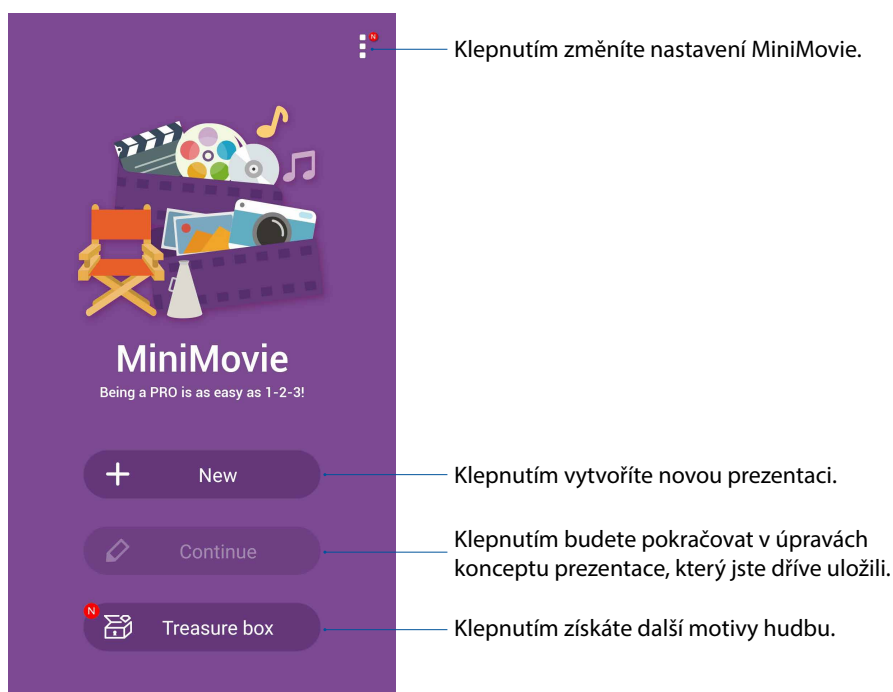 N
Klepnutím změníte nastavení MiniMovie.
MiniMovie
Being a PRO is as easy as 1-2-3!
New
Klepnutím vytvoříte novou prezentaci.
Continue
Klepnutím budete pokračovat v úpravách
konceptu prezentace, který jste dříve uložili.
N
Treasure box
Klepnutím získáte další motivy hudbu.